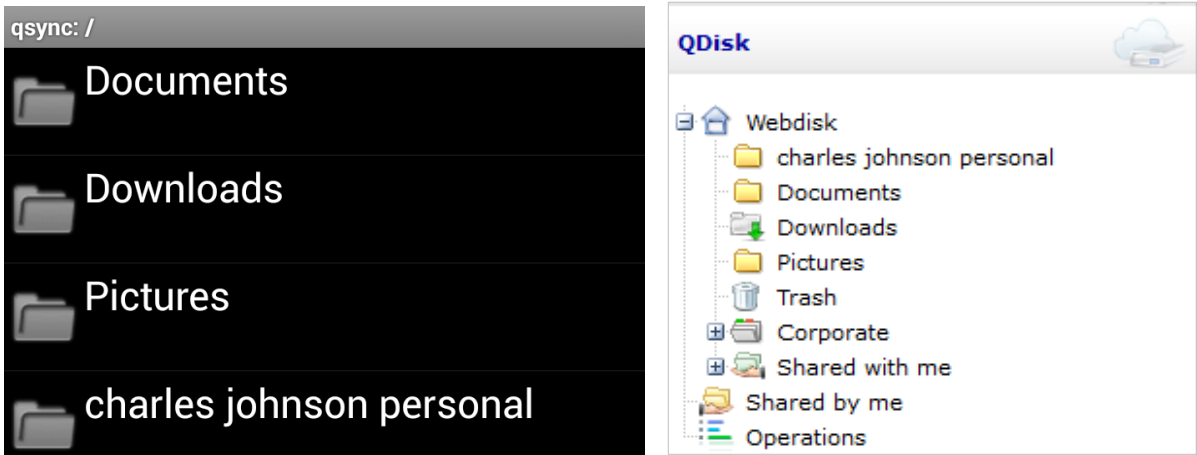 qsync: /
Documents
Downloads
Pictures
charles johnson personal
QDisk
Webdisk
charles johnson personal
Documents
Downloads
Pictures
Trash
Corporate
Shared with me
Shared by me
Operations